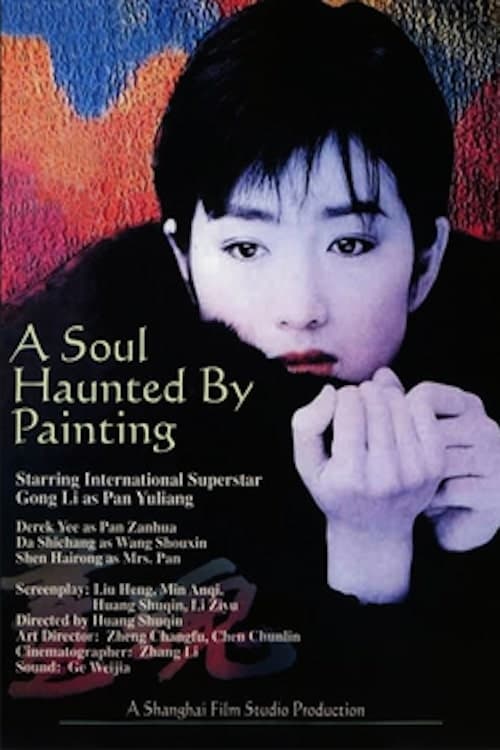 A Soul
Haunted By
Painting
Starring International Superstar
Gong Li as Pan Yuliang
Derek Yee as Pan Zanhua
Da Shichang as Wang Shouxin
Shen Hairong as Mrs. Pan
Screenplay: Liu Heng, Min Anqi,
Huang Shuqin, Li Ziyu
Directed by Huang Shuqin
Art Director: Zheng Changfu, Chen Chunlin
Cinematographer: Zhang Li
Sound: Ge Weijia
A Shanghai Film Studio Production